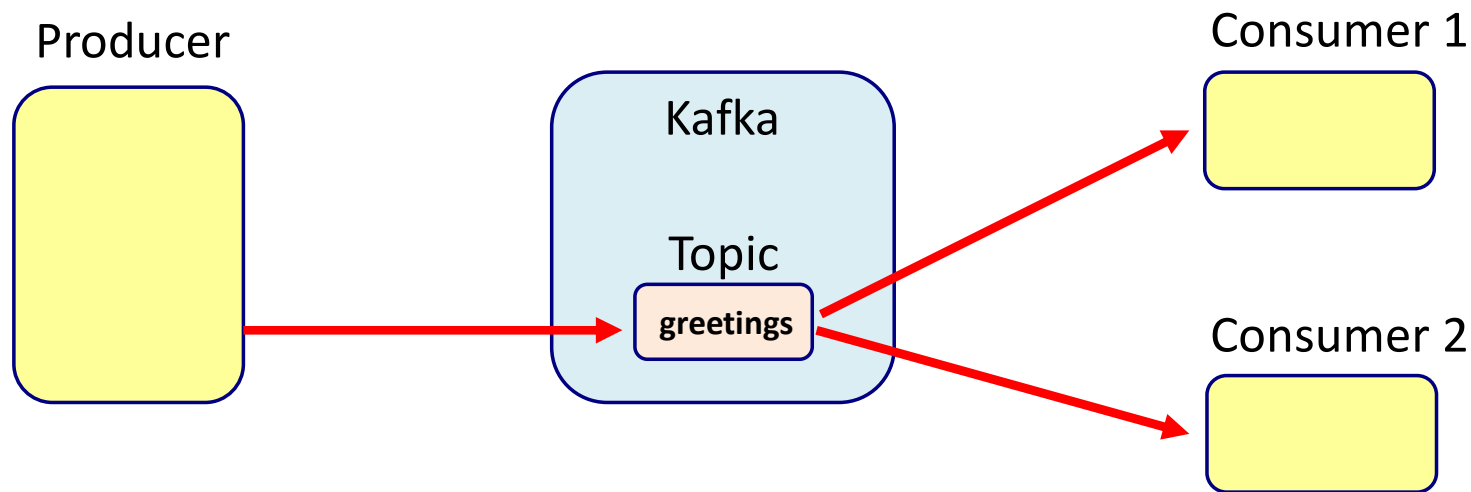 Producer
Kafka
Topic
greetings
Consumer 1
Consumer 2